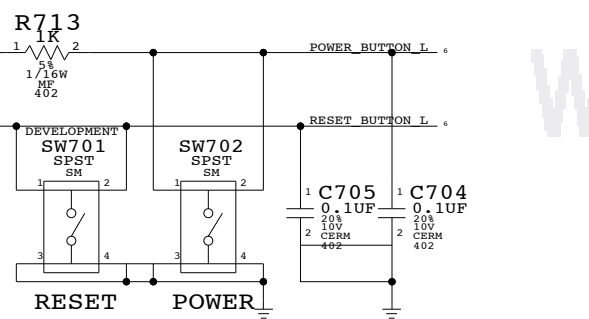 R713
1K
1 2
5%
1/16W
MF
402
POWER_BUTTON_L 6
RESET_BUTTON_L 6
DEVELOPMENT
SW701
SPST
SM
1 2
3 4
RESET
SW702
SPST
SM
1 2
3 4
POWER
1
C705
0.1UF
20%
10V
2
CERM
402
1
C704
0.1UF
20%
10V
2
CERM
402
W